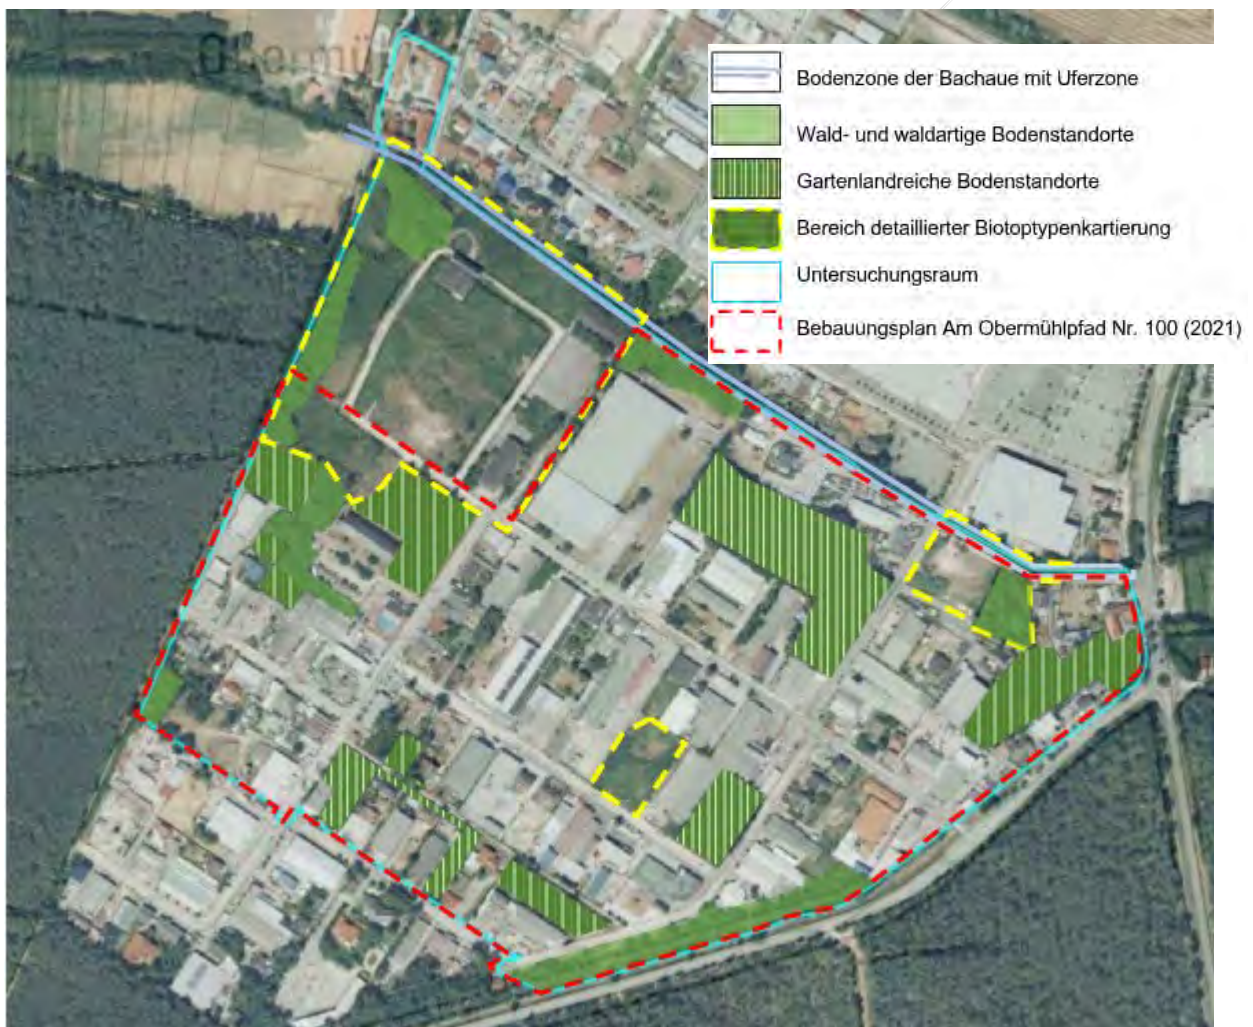 Obermühl
Bodenzone der Bachaue mit Uferzone
Wald- und waldartige Bodenstandorte
Gartenlandreiche Bodenstandorte
Bereich detaillierter Biotoptypenkartierung
Untersuchungsraum
Bebauungsplan Am Obermühlpfad Nr. 100 (2021)